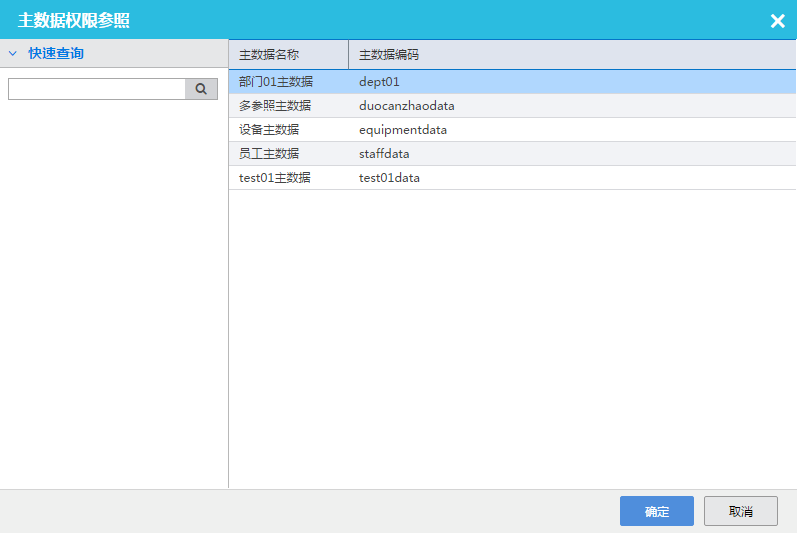 主数据权限参照
快速查询
主数据名称 主数据编码
部门01主数据 dept01
多参照主数据 duocanzhaodata
设备主数据 equipmentdata
员工主数据 staffdata
test01主数据 test01data
确定 取消